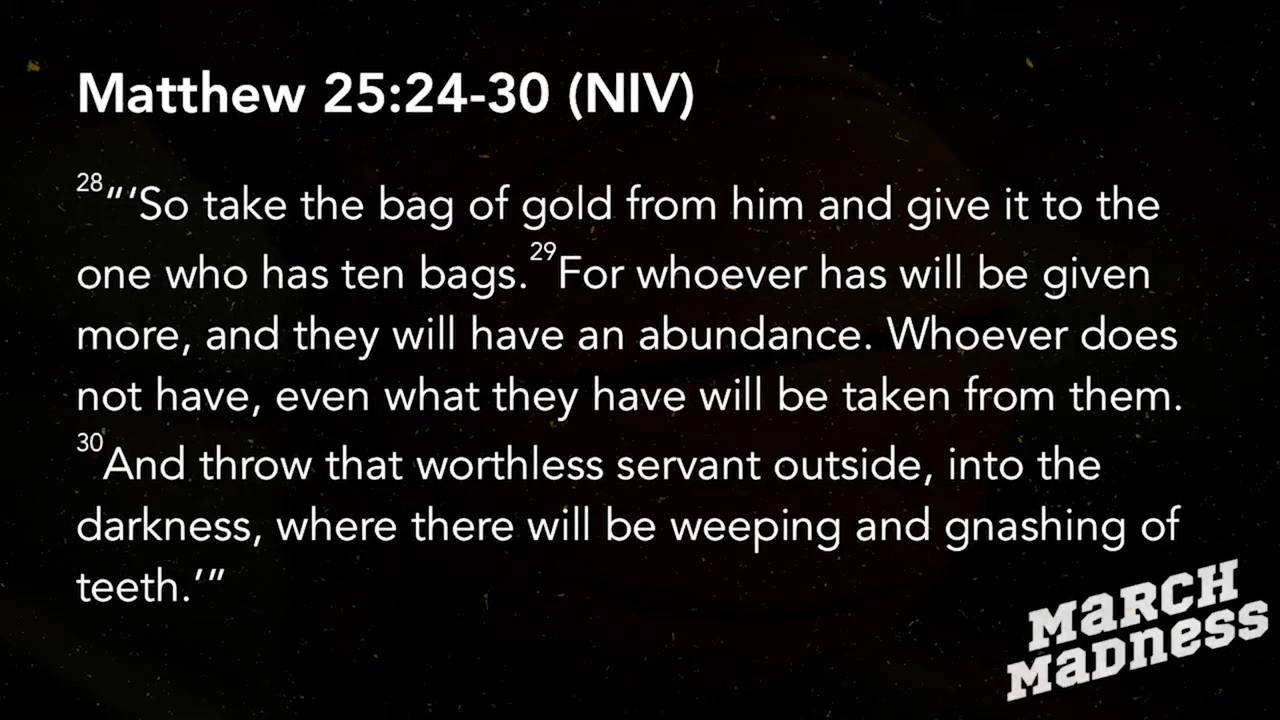 Matthew 25:24-30 (NIV)
28"'So take the bag of gold from him and give it to the
one who has ten bags. 29For whoever has will be given
more, and they will have an abundance. Whoever does
not have, even what they have will be taken from them.
30And throw that worthless servant outside, into the
darkness, where there will be weeping and gnashing of
teeth.'"
MaRCH
MaDness